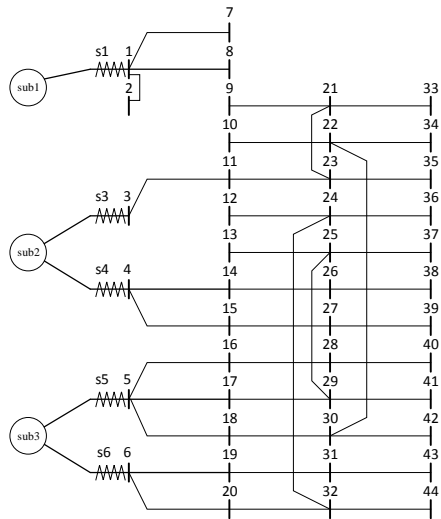 7
s1 1 8
sub1
2 9 21 33
10 22 34
11 23 35
s3 3 12 24 36
sub2 13 25 37
s4 4 14 26 38
15 27 39
16 28 40
s5 5 17 29 41
sub3 18 30 42
s6 6 19 31 43
20 32 44